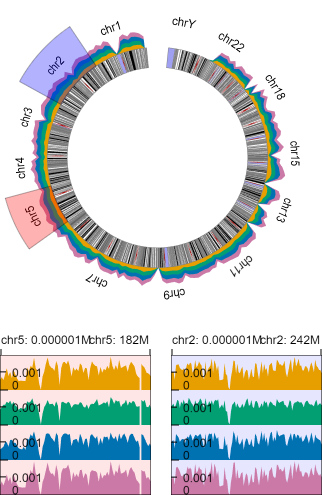 chr1
chrY
chr22
chr2
chr18
chr3
chr15
chr4
chr5
chr13
chr7
chr11
chr9
chr5: 0.000001M chr5: 182M
chr2: 0.000001M chr2: 242M
0.001
0
0.001
0
0.001
0
0.001
0
0.001
0
0.001
0
0.001
0
0.001
0